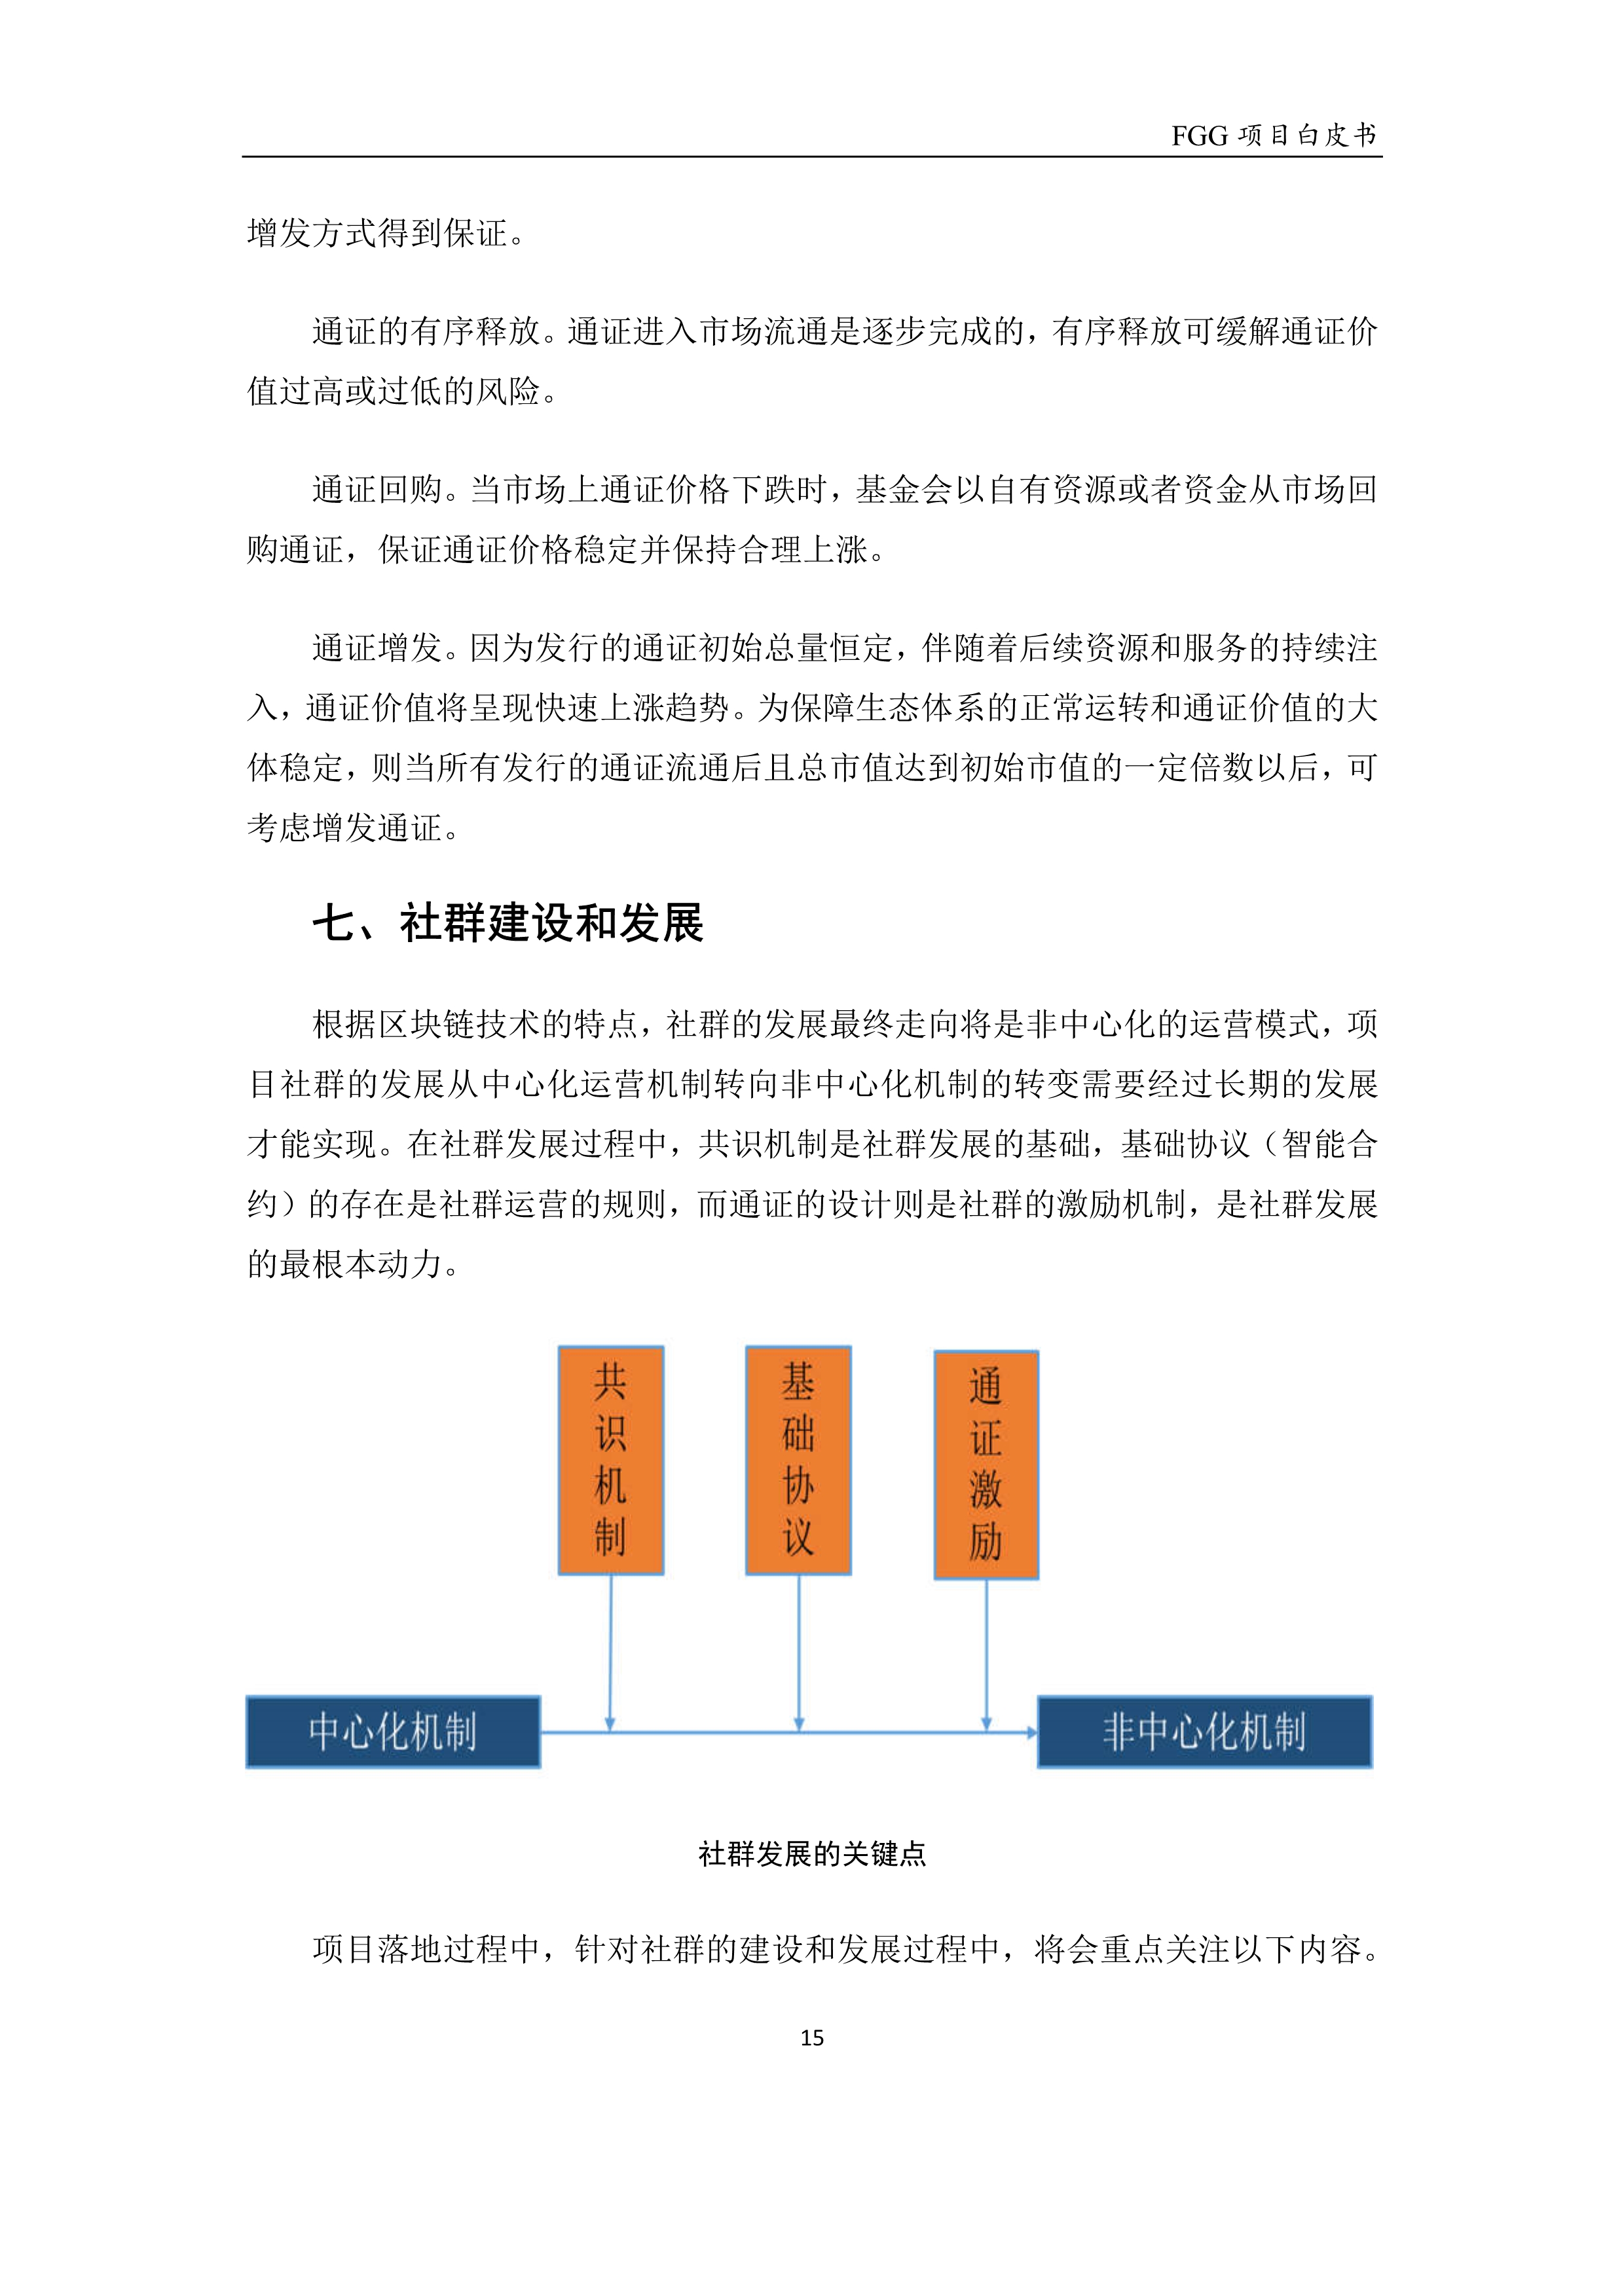 FGG 项目白皮书
增发方式得到保证。
通证的有序释放。通证进入市场流通是逐步完成的，有序释放可缓解通证价
值过高或过低的风险。
通证回购。当市场上通证价格下跌时，基金会以自有资源或者资金从市场回
购通证，保证通证价格稳定并保持合理上涨。
通证增发。因为发行的通证初始总量恒定，伴随着后续资源和服务的持续注
入，通证价值将呈现快速上涨趋势。为保障生态体系的正常运转和通证价值的大
体稳定，则当所有发行的通证流通后且总市值达到初始市值的一定倍数以后，可
考虑增发通证。
七、社群建设和发展
根据区块链技术的特点，社群的发展最终走向将是非中心化的运营模式，项
目社群的发展从中心化运营机制转向非中心化机制的转变需要经过长期的发展
才能实现。在社群发展过程中，共识机制是社群发展的基础，基础协议（智能合
约）的存在是社群运营的规则，而通证的设计则是社群的激励机制，是社群发展
的最根本动力。
共识机制
基础协议
通证激励
中心化机制
非中心化机制
社群发展的关键点
项目落地过程中，针对社群的建设和发展过程中，将会重点关注以下内容。
15